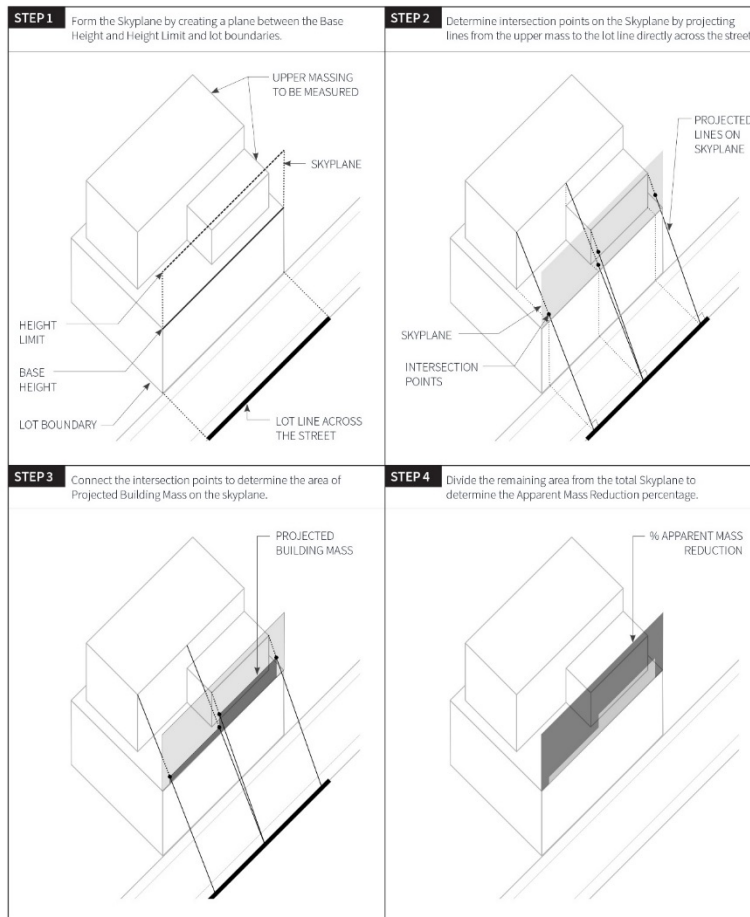 STEP 1
Form the Skyplane by creating a plane between the Base
Height and Height Limit and lot boundaries.
UPPER MASSING
TO BE MEASURED
SKYPLANE
HEIGHT
LIMIT
BASE
HEIGHT
LOT BOUNDARY
LOT LINE ACROSS
THE STREET
STEP 2
Determine intersection points on the Skyplane by projecting
lines from the upper mass to the lot line directly across the street
PROJECTED
LINES ON
SKYPLANE
SKYPLANE
INTERSECTION
POINTS
STEP 3
Connect the intersection points to determine the area of
Projected Building Mass on the skyplane.
PROJECTED
BUILDING MASS
STEP 4
Divide the remaining area from the total Skyplane to
determine the Apparent Mass Reduction percentage.
% APPARENT MASS
REDUCTION